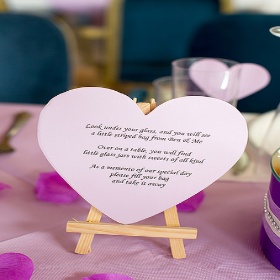 Look under your glass, and you will see
a little striped bag from Ben & Me
Over on a table, you will find
little glass jars with sweets of all kind
As a memento of our special day
please fill your bag
and take it away